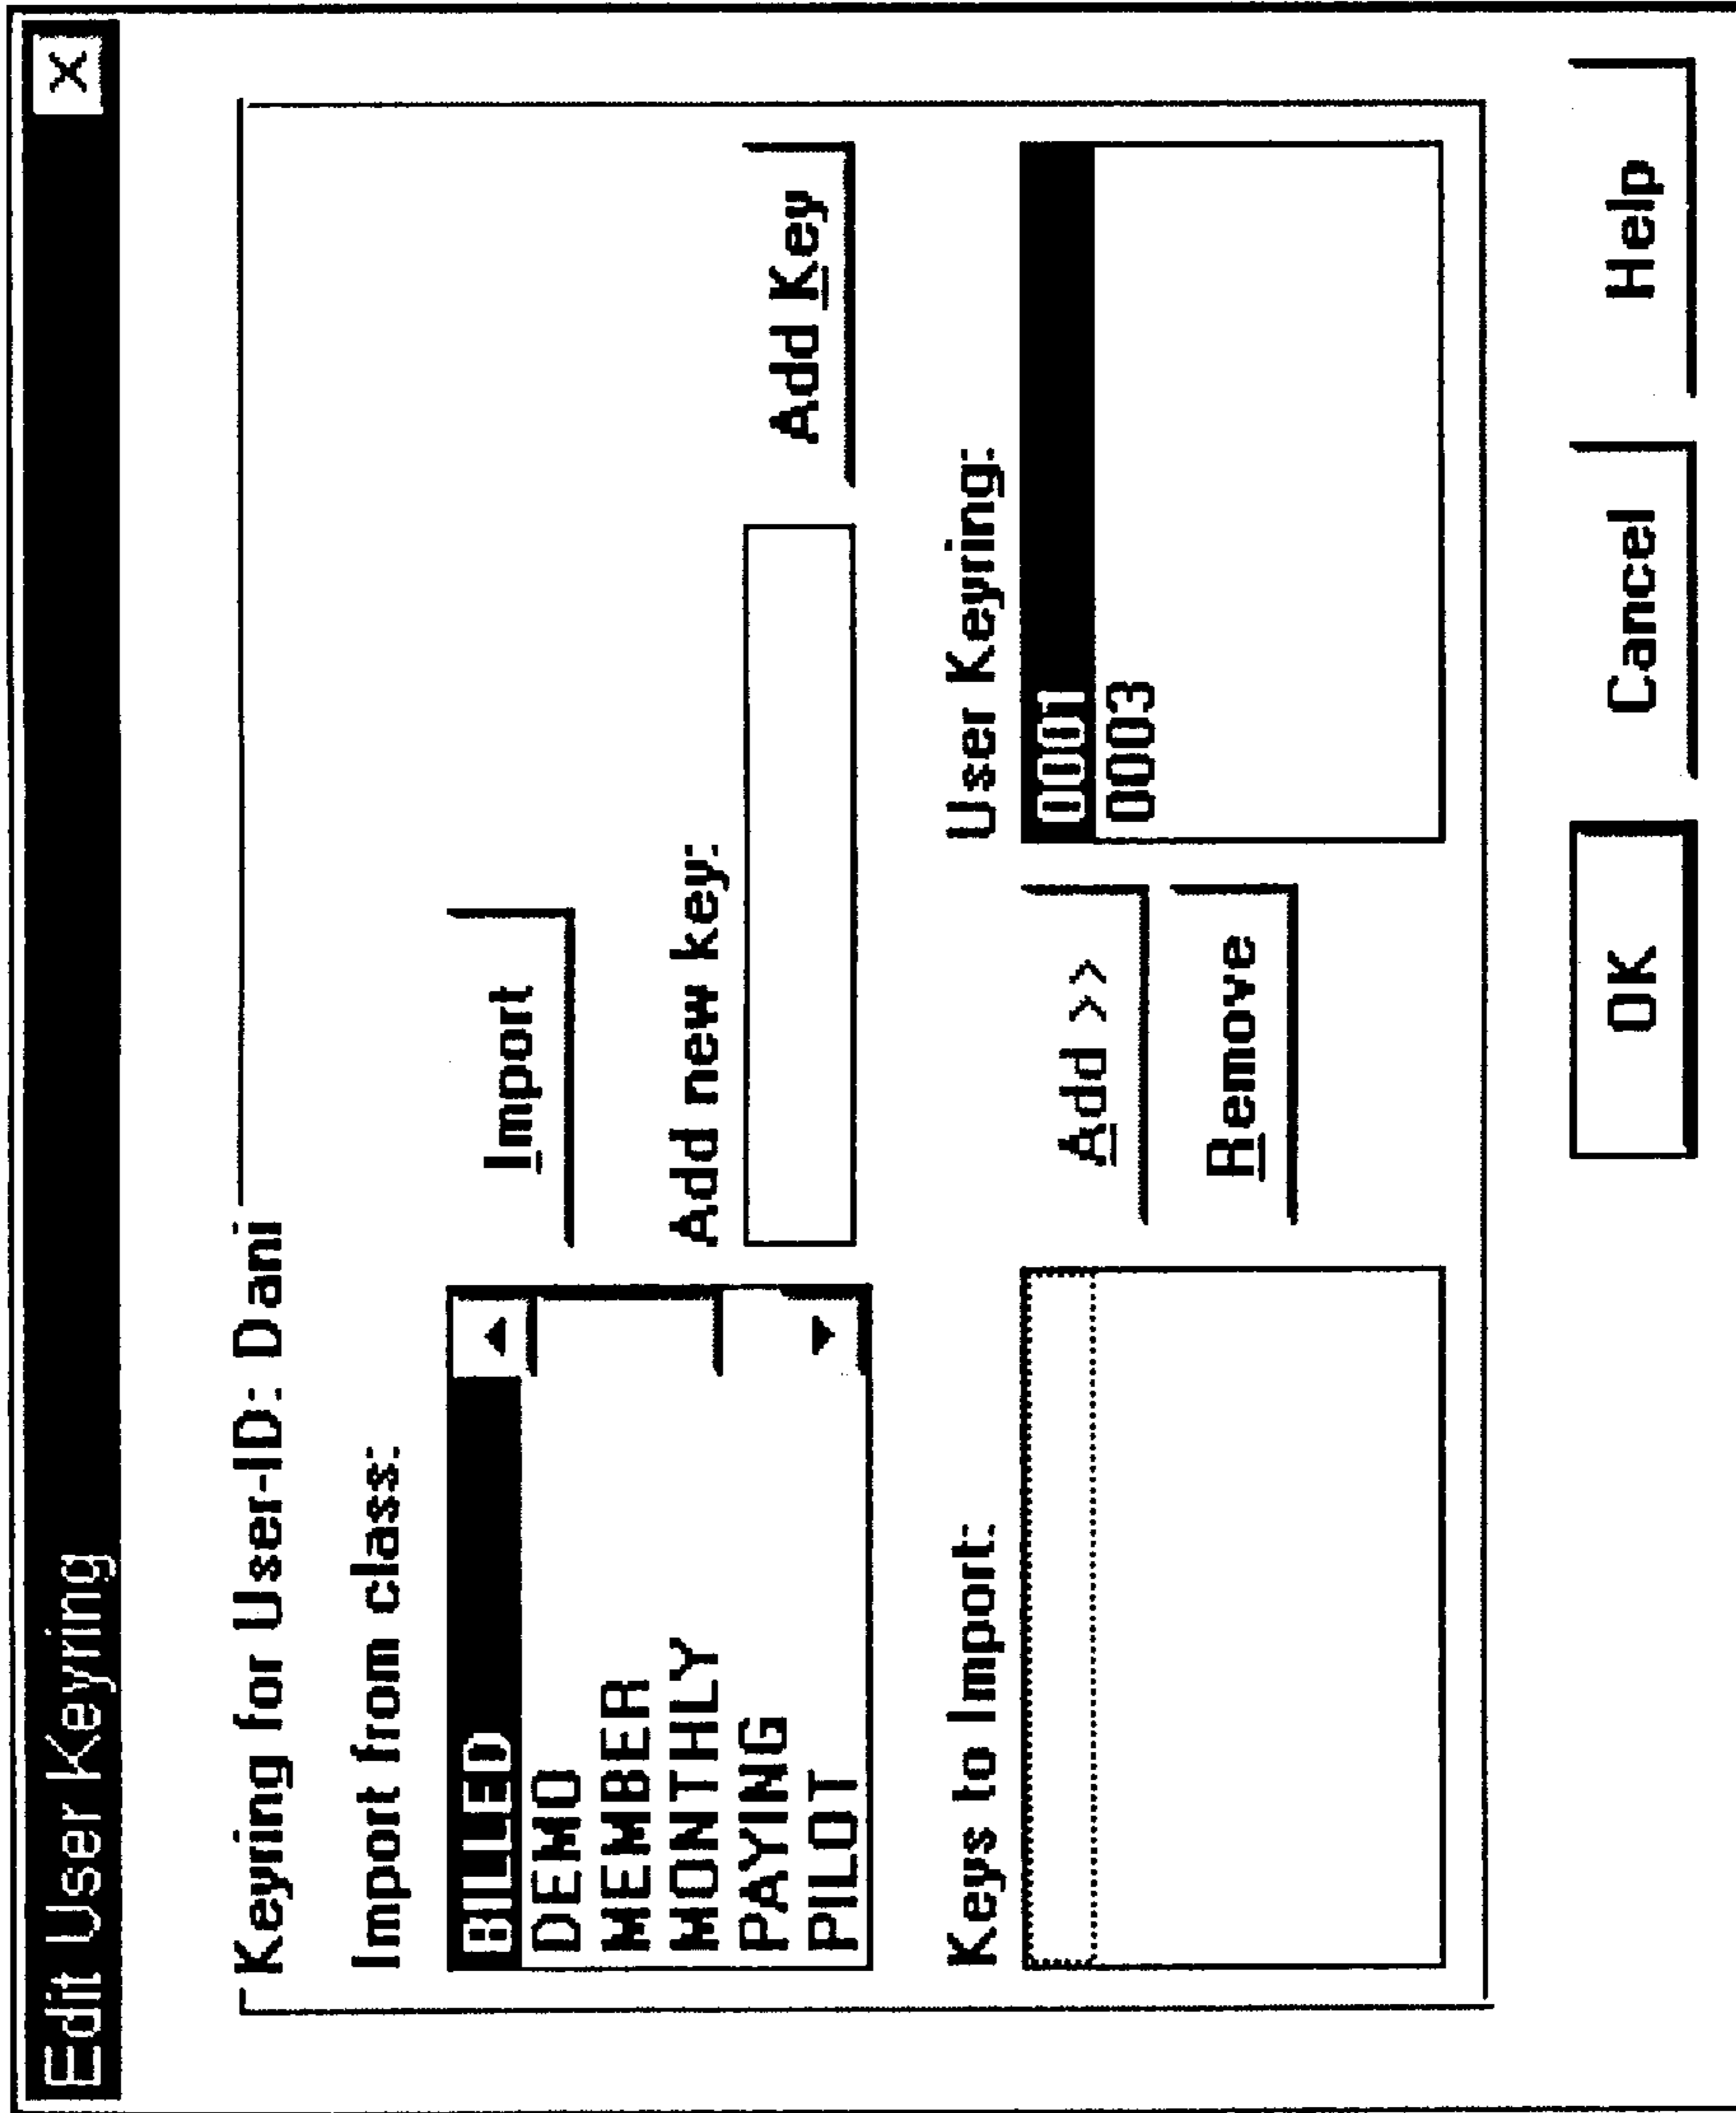 Edit User Keyring X
Keyring for User-ID: Dani
Import from class:
BILLED
DEMO
MEMBER
MONTHLY
PAYING
PILOT
Import
Add new key:
Add Key
Keys to Import:
Add >>
Remove
User Keyring:
0001
0003
OK Cancel Help